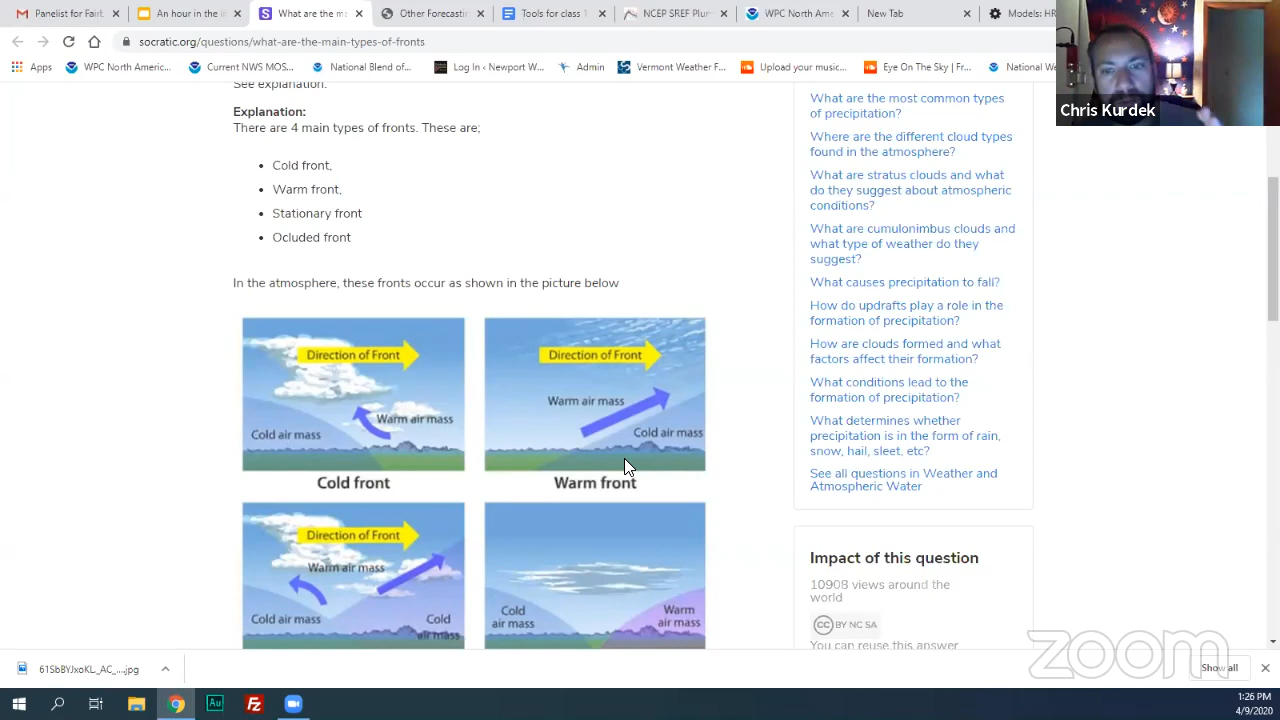 Panelist for Fairb
An hour in the li
What are the m
Other Forecastin
Tools for class 1
NCEP SREF Plum
WPC North Ame
New Tab
Models: HR
socratic.org/questions/what-are-the-main-types-of-fronts
Apps
WPC North Americ...
Current NWS MOS...
National Blend of...
Log In ‹ Newport W...
Admin
Vermont Weather F...
Upload your music...
Eye On The Sky | Fr...
National We
Chris Kurdek
See explanation.
Explanation:
There are 4 main types of fronts. These are;
• Cold front,
• Warm front,
• Stationary front
• Ocluded front
In the atmosphere, these fronts occur as shown in the picture below
Direction of Front
Warm air mass
Cold air mass
Cold front
Direction of Front
Warm air mass
Cold air mass
Warm front
Direction of Front
Warm air mass
Cold air mass
Cold
air mass
Cold
air mass
Warm
air mass
What are the most common types
of precipitation?
Where are the different cloud types
found in the atmosphere?
What are stratus clouds and what
do they suggest about atmospheric
conditions?
What are cumulonimbus clouds and
what type of weather do they
suggest?
What causes precipitation to fall?
How do updrafts play a role in the
formation of precipitation?
How are clouds formed and what
factors affect their formation?
What conditions lead to the
formation of precipitation?
What determines whether
precipitation is in the form of rain,
snow, hail, sleet, etc?
See all questions in Weather and
Atmospheric Water
Impact of this question
10908 views around the
world
CC BY NC SA
You can reuse this answer
zoom
61SbBYJxoKL_AC_...jpg
Show all
Au
Fz
1:26 PM
4/9/2020